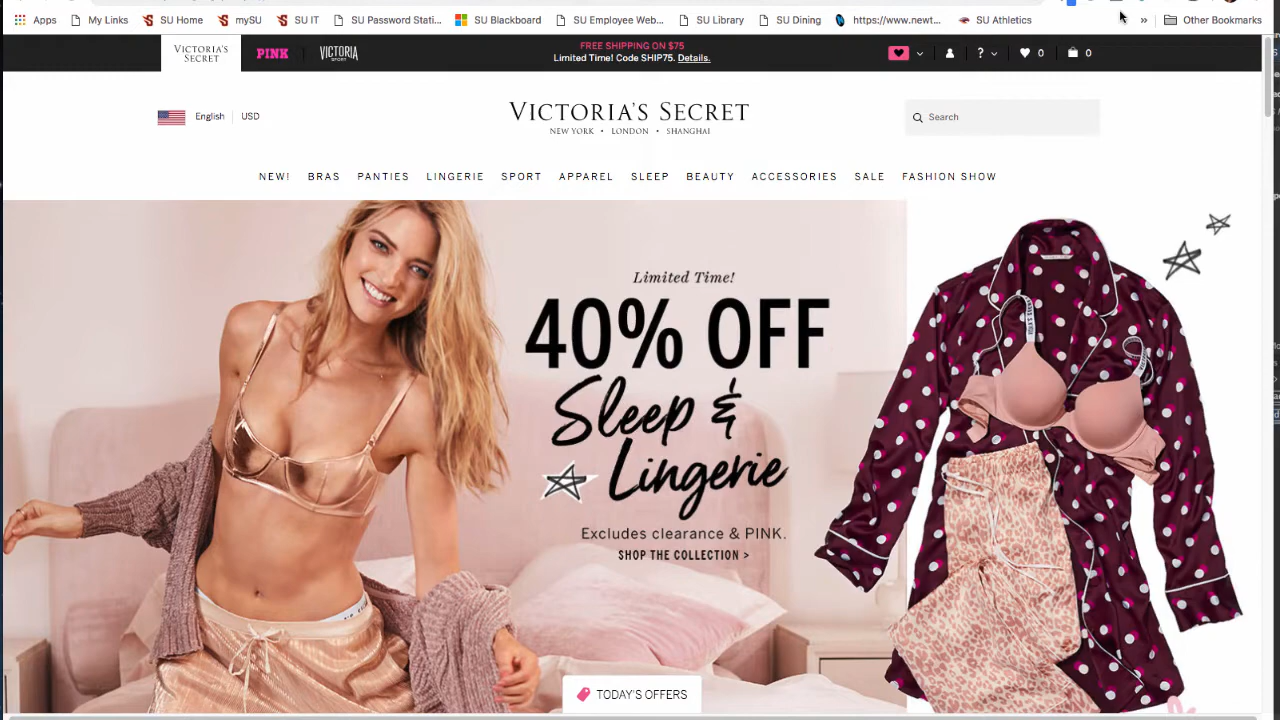 Apps My Links SU Home mySU SU IT SU Password Stati... SU Blackboard SU Employee Web... SU Library SU Dining https://www.newt... SU Athletics » Other Bookmarks
VICTORIA'S SECRET PINK VICTORIA SPORT
FREE SHIPPING ON $75
Limited Time! Code SHIP75. Details.
? 0 0
English USD
VICTORIA'S SECRET
NEW YORK • LONDON • SHANGHAI
Search
NEW! BRAS PANTIES LINGERIE SPORT APPAREL SLEEP BEAUTY ACCESSORIES SALE FASHION SHOW
Limited Time!
40% OFF
Sleep &
Lingerie
Excludes clearance & PINK.
SHOP THE COLLECTION >
TODAY'S OFFERS